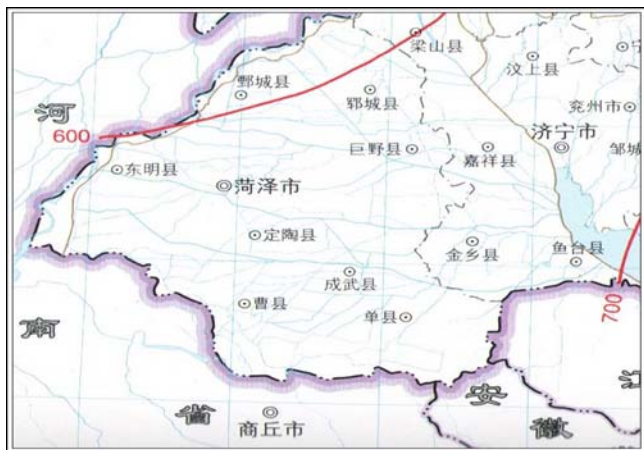 梁山县
汶上县
鄄城县
郓城县
兖州市
河
600
巨野县
嘉祥县
济宁市
邹城
东明县
菏泽市
定陶县
金乡县
鱼台县
成武县
曹县
单县
700
南
省
商丘市
安
徽